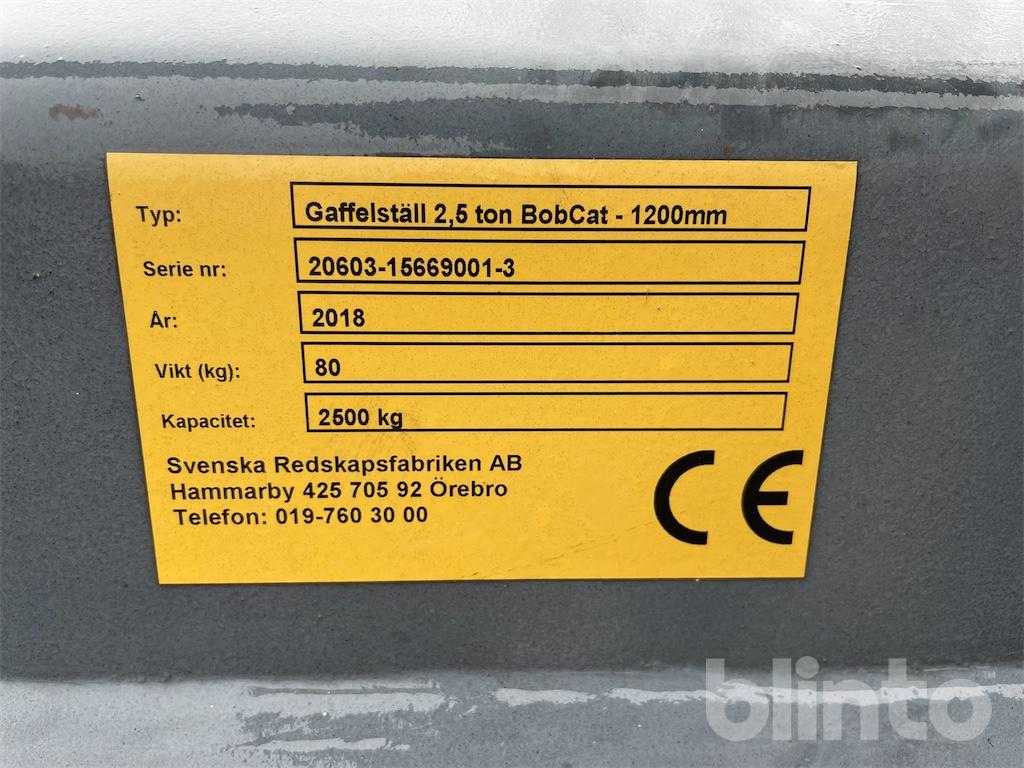 Typ: Gaffelställ 2,5 ton BobCat - 1200mm
Serie nr: 20603-15669001-3
År: 2018
Vikt (kg): 80
Kapacitet: 2500 kg
Svenska Redskapsfabriken AB
Hammarby 425 705 92 Örebro
Telefon: 019-760 30 00
CE
blinto™